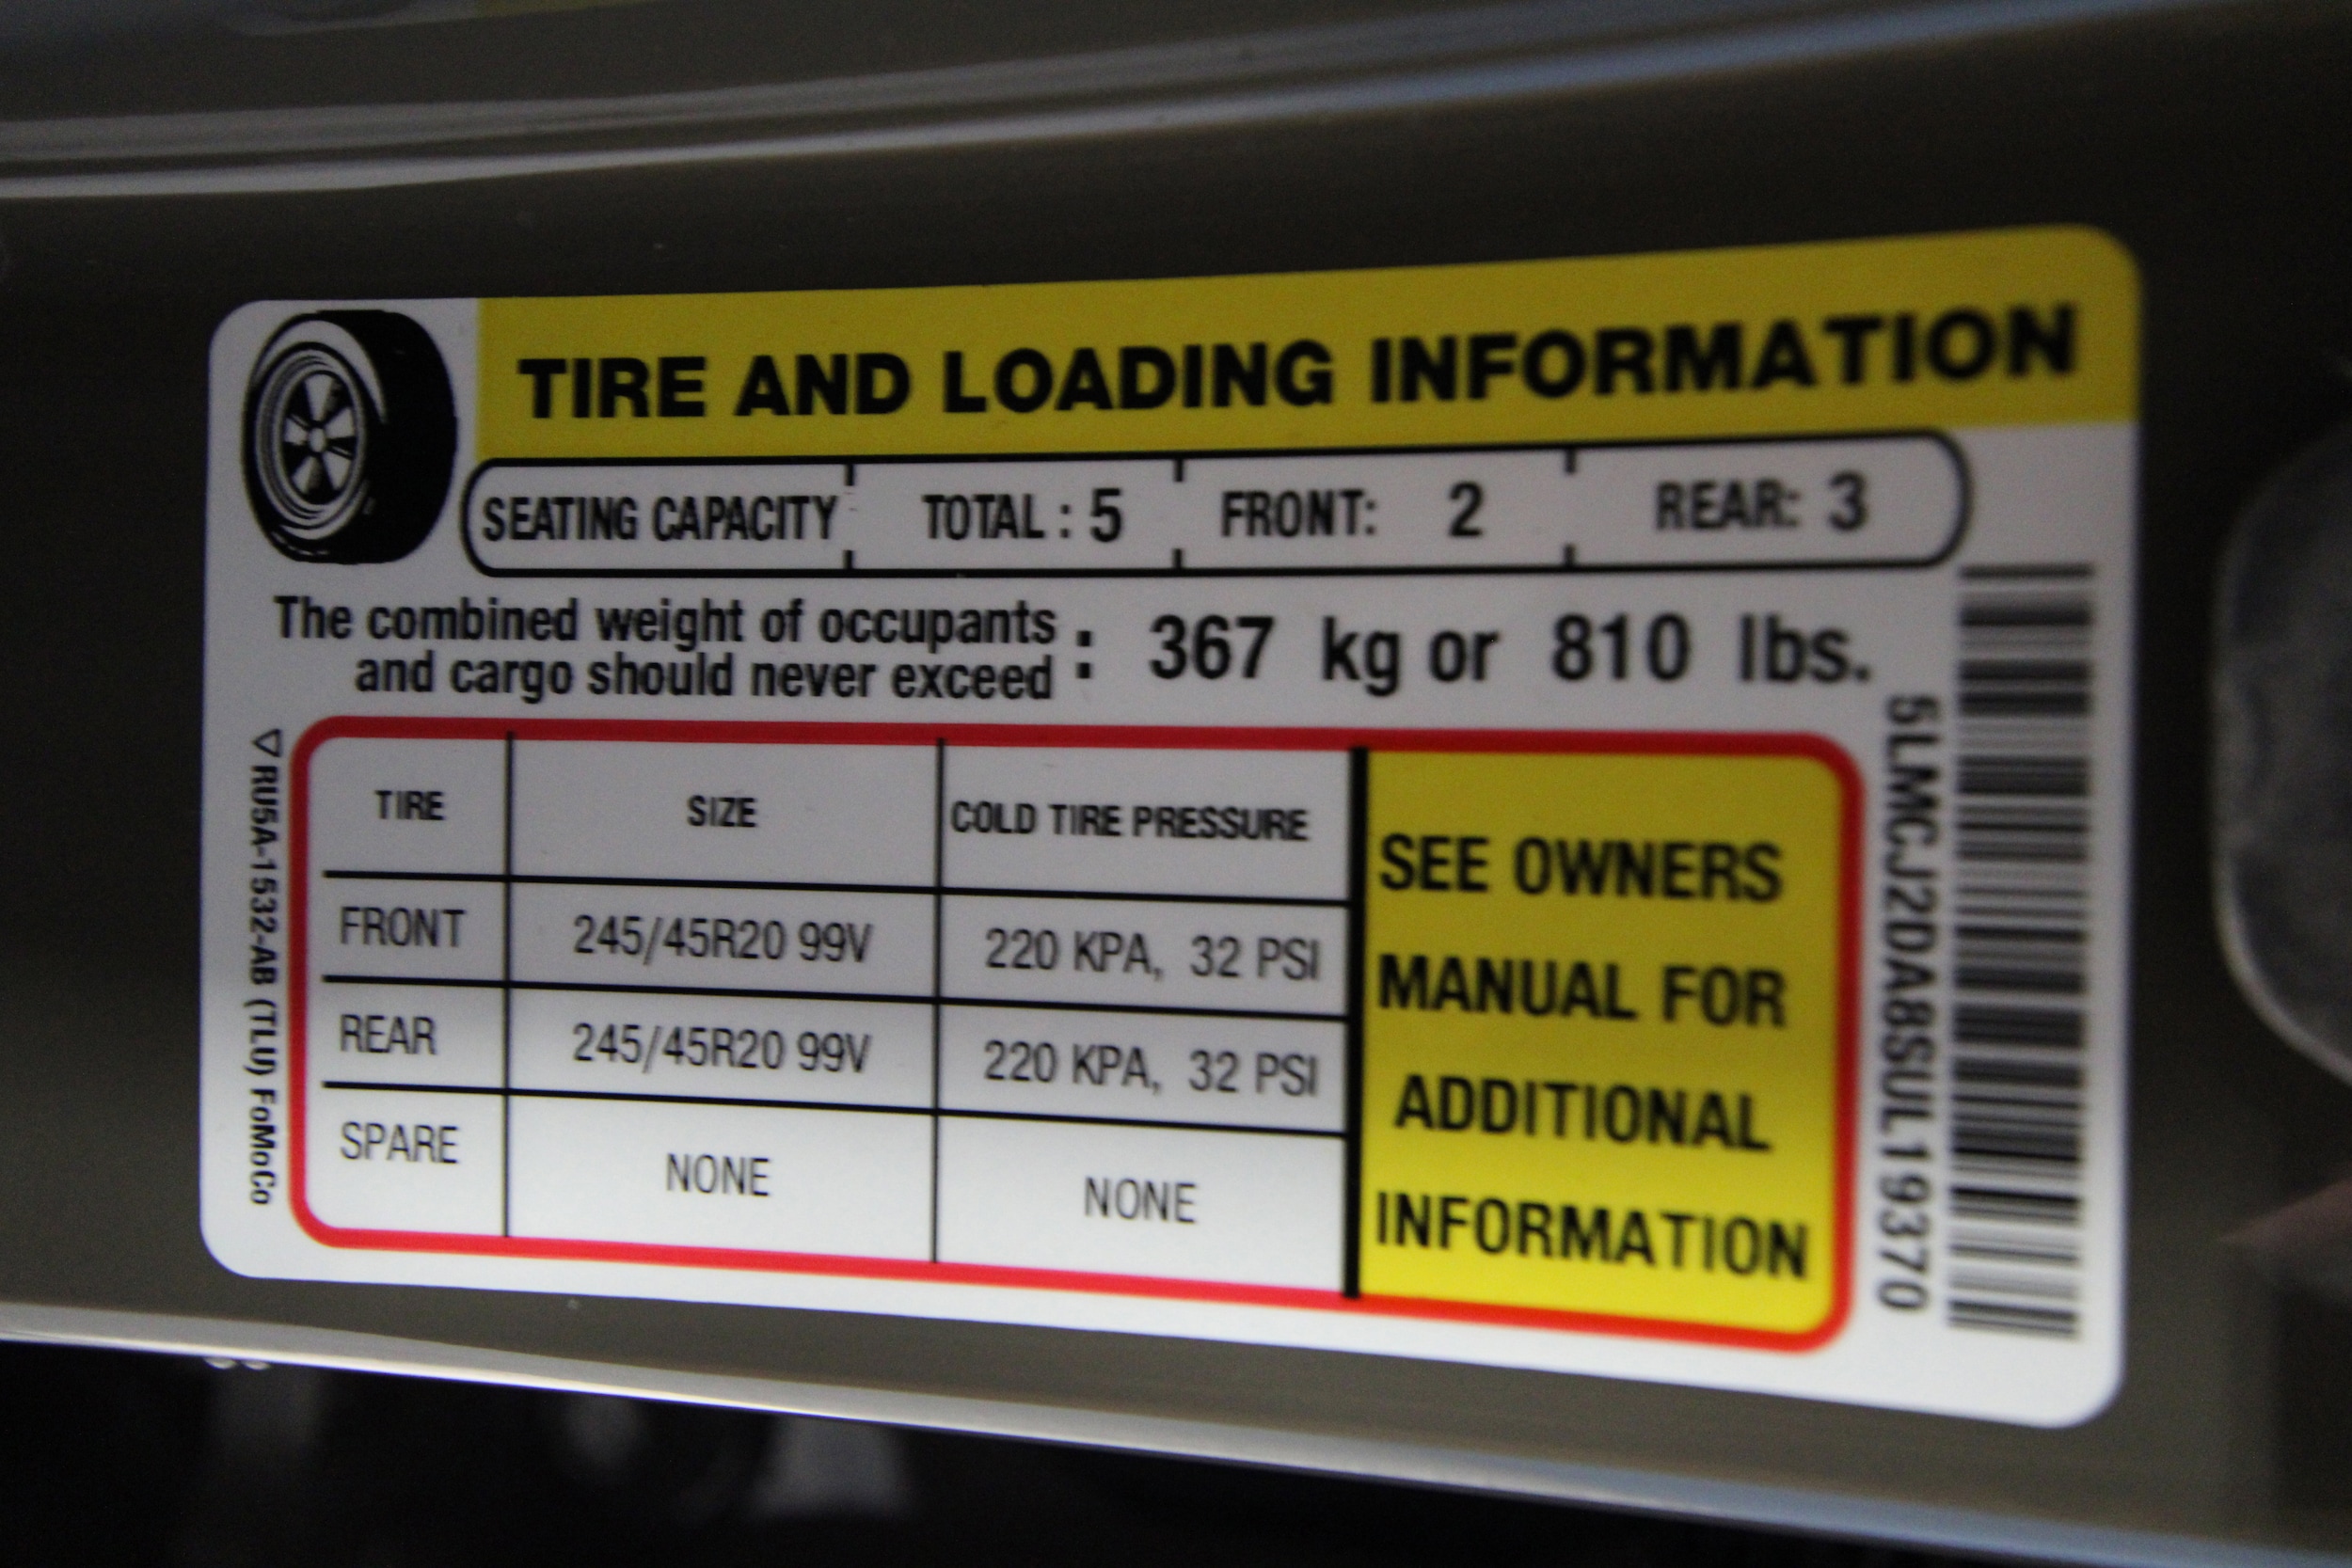 TIRE AND LOADING INFORMATION
SEATING CAPACITY TOTAL : 5 FRONT: 2 REAR: 3
The combined weight of occupants
and cargo should never exceed : 367 kg or 810 lbs.
TIRE SIZE COLD TIRE PRESSURE
FRONT 245/45R20 99V 220 KPA, 32 PSI
REAR 245/45R20 99V 220 KPA, 32 PSI
SPARE NONE NONE
SEE OWNERS
MANUAL FOR
ADDITIONAL
INFORMATION
▽RU5A-1532-AB (TLU) FoMoCo
5LMCJ2DA8SUL19370